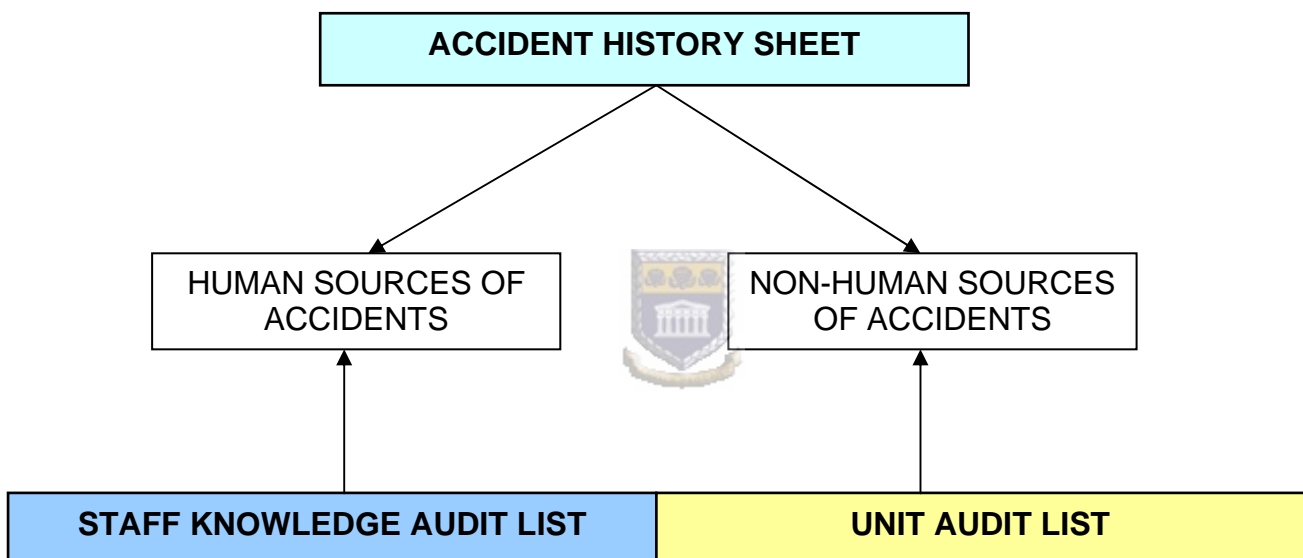 ACCIDENT HISTORY SHEET
HUMAN SOURCES OF
ACCIDENTS
NON-HUMAN SOURCES
OF ACCIDENTS
STAFF KNOWLEDGE AUDIT LIST
UNIT AUDIT LIST